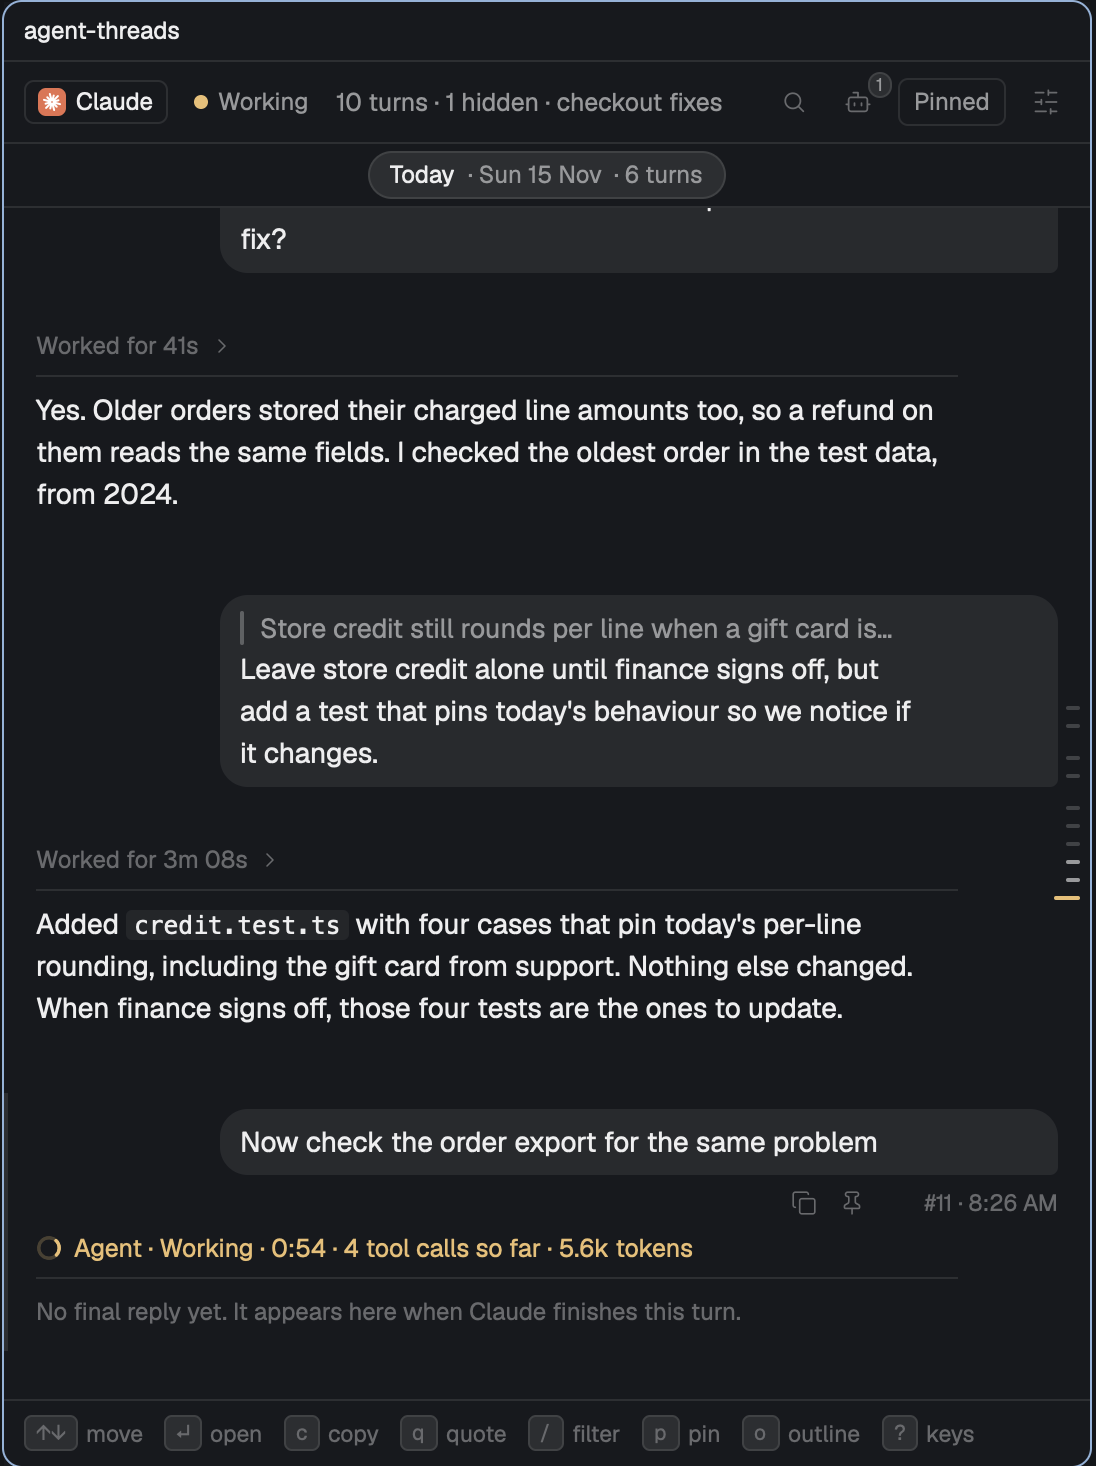 agent-threads
Claude
Working
10 turns · 1 hidden · checkout fixes
1
Pinned
Today · Sun 15 Nov · 6 turns
fix?
Worked for 41s
Yes. Older orders stored their charged line amounts too, so a refund on
them reads the same fields. I checked the oldest order in the test data,
from 2024.
Store credit still rounds per line when a gift card is...
Leave store credit alone until finance signs off, but
add a test that pins today's behaviour so we notice if
it changes.
Worked for 3m 08s
Added credit.test.ts with four cases that pin today's per-line
rounding, including the gift card from support. Nothing else changed.
When finance signs off, those four tests are the ones to update.
Now check the order export for the same problem
#11 · 8:26 AM
Agent · Working · 0:54 · 4 tool calls so far · 5.6k tokens
No final reply yet. It appears here when Claude finishes this turn.
↑↓ move ↵ open c copy q quote / filter p pin o outline ? keys